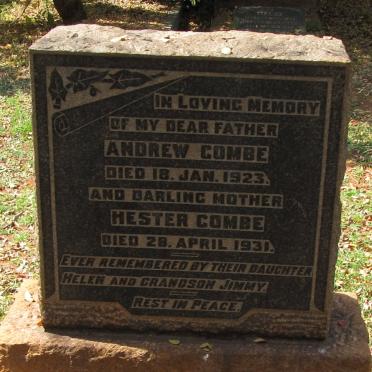 IN LOVING MEMORY
OF MY DEAR FATHER
ANDREW COMBE
DIED 18. JAN. 1923.
AND DARLING MOTHER
HESTER COMBE
DIED 28. APRIL 1931.
EVER REMEMBERED BY THEIR DAUGHTER
HELEN AND GRANDSON JIMMY.
REST IN PEACE.